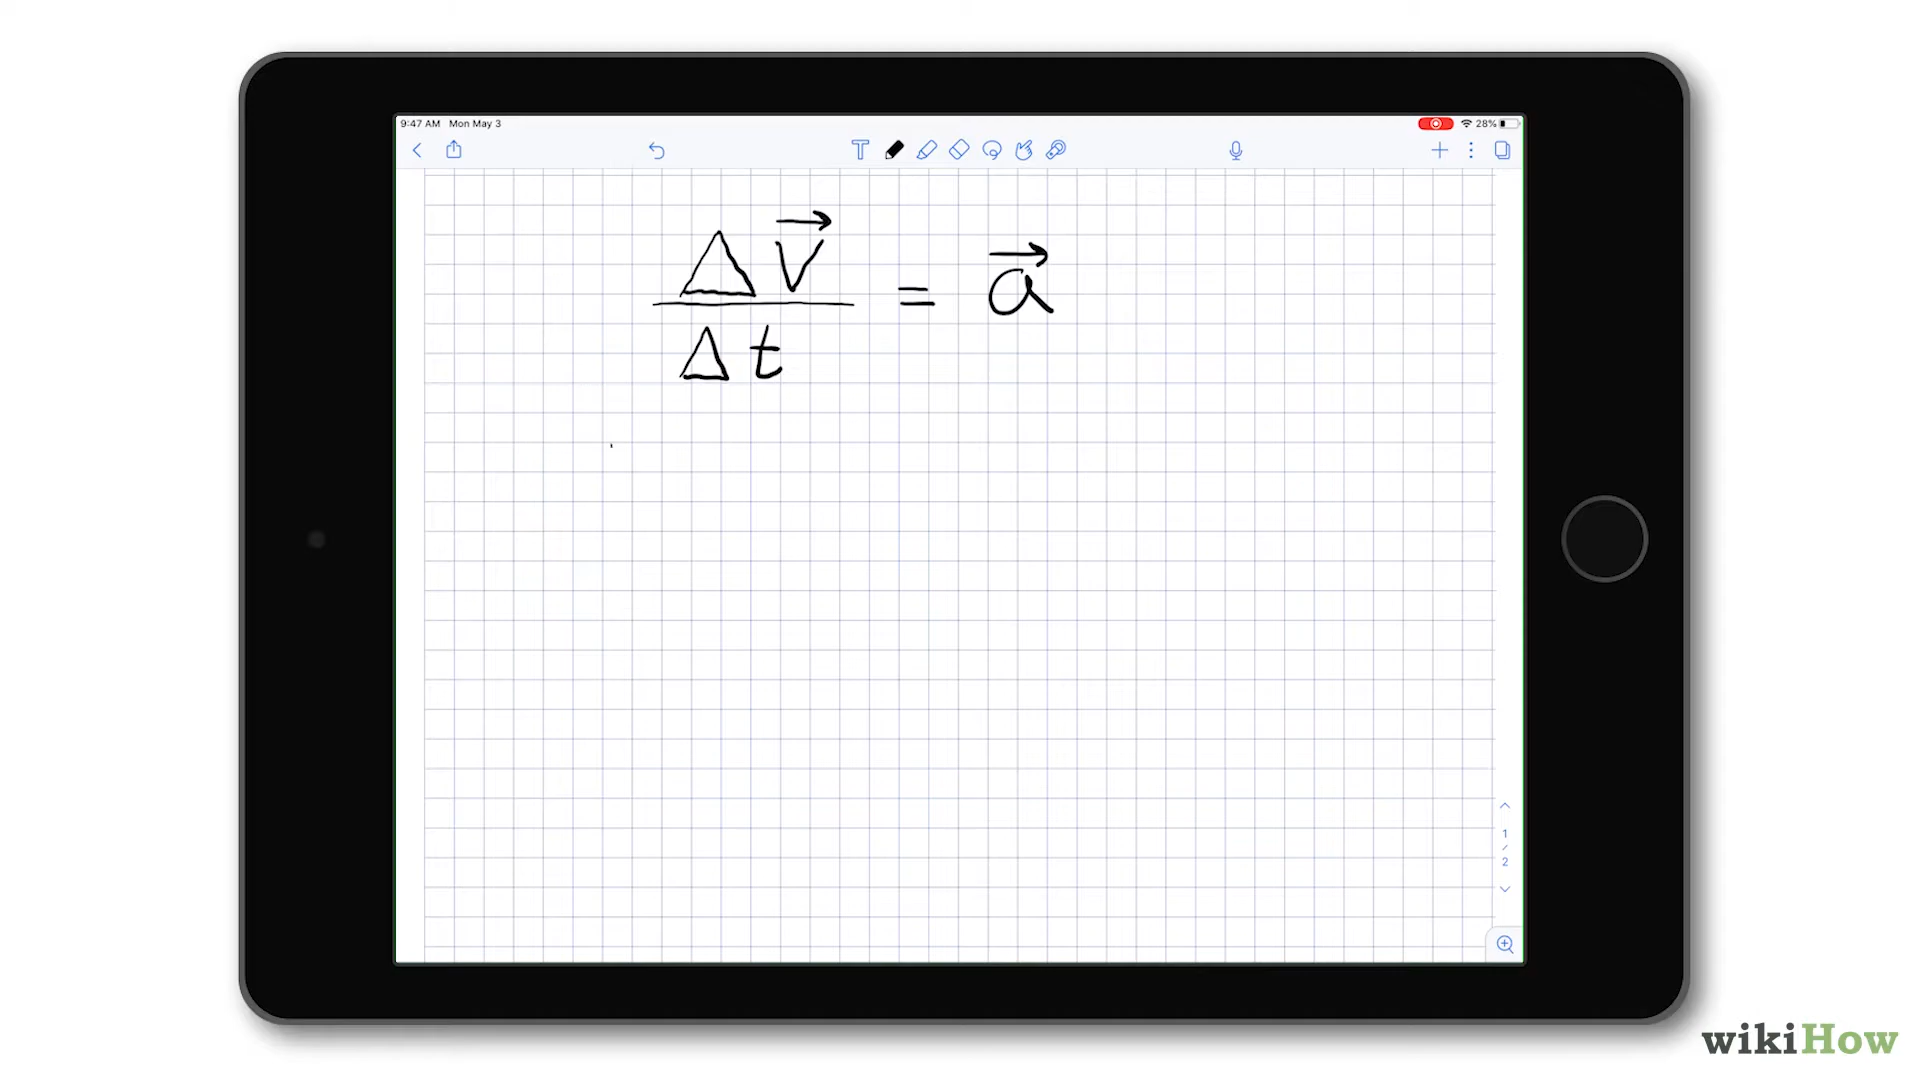 9:47 AM Mon May 3
28%
T
Δv⃗
Δt
= a⃗
1
/
2
wikiHow